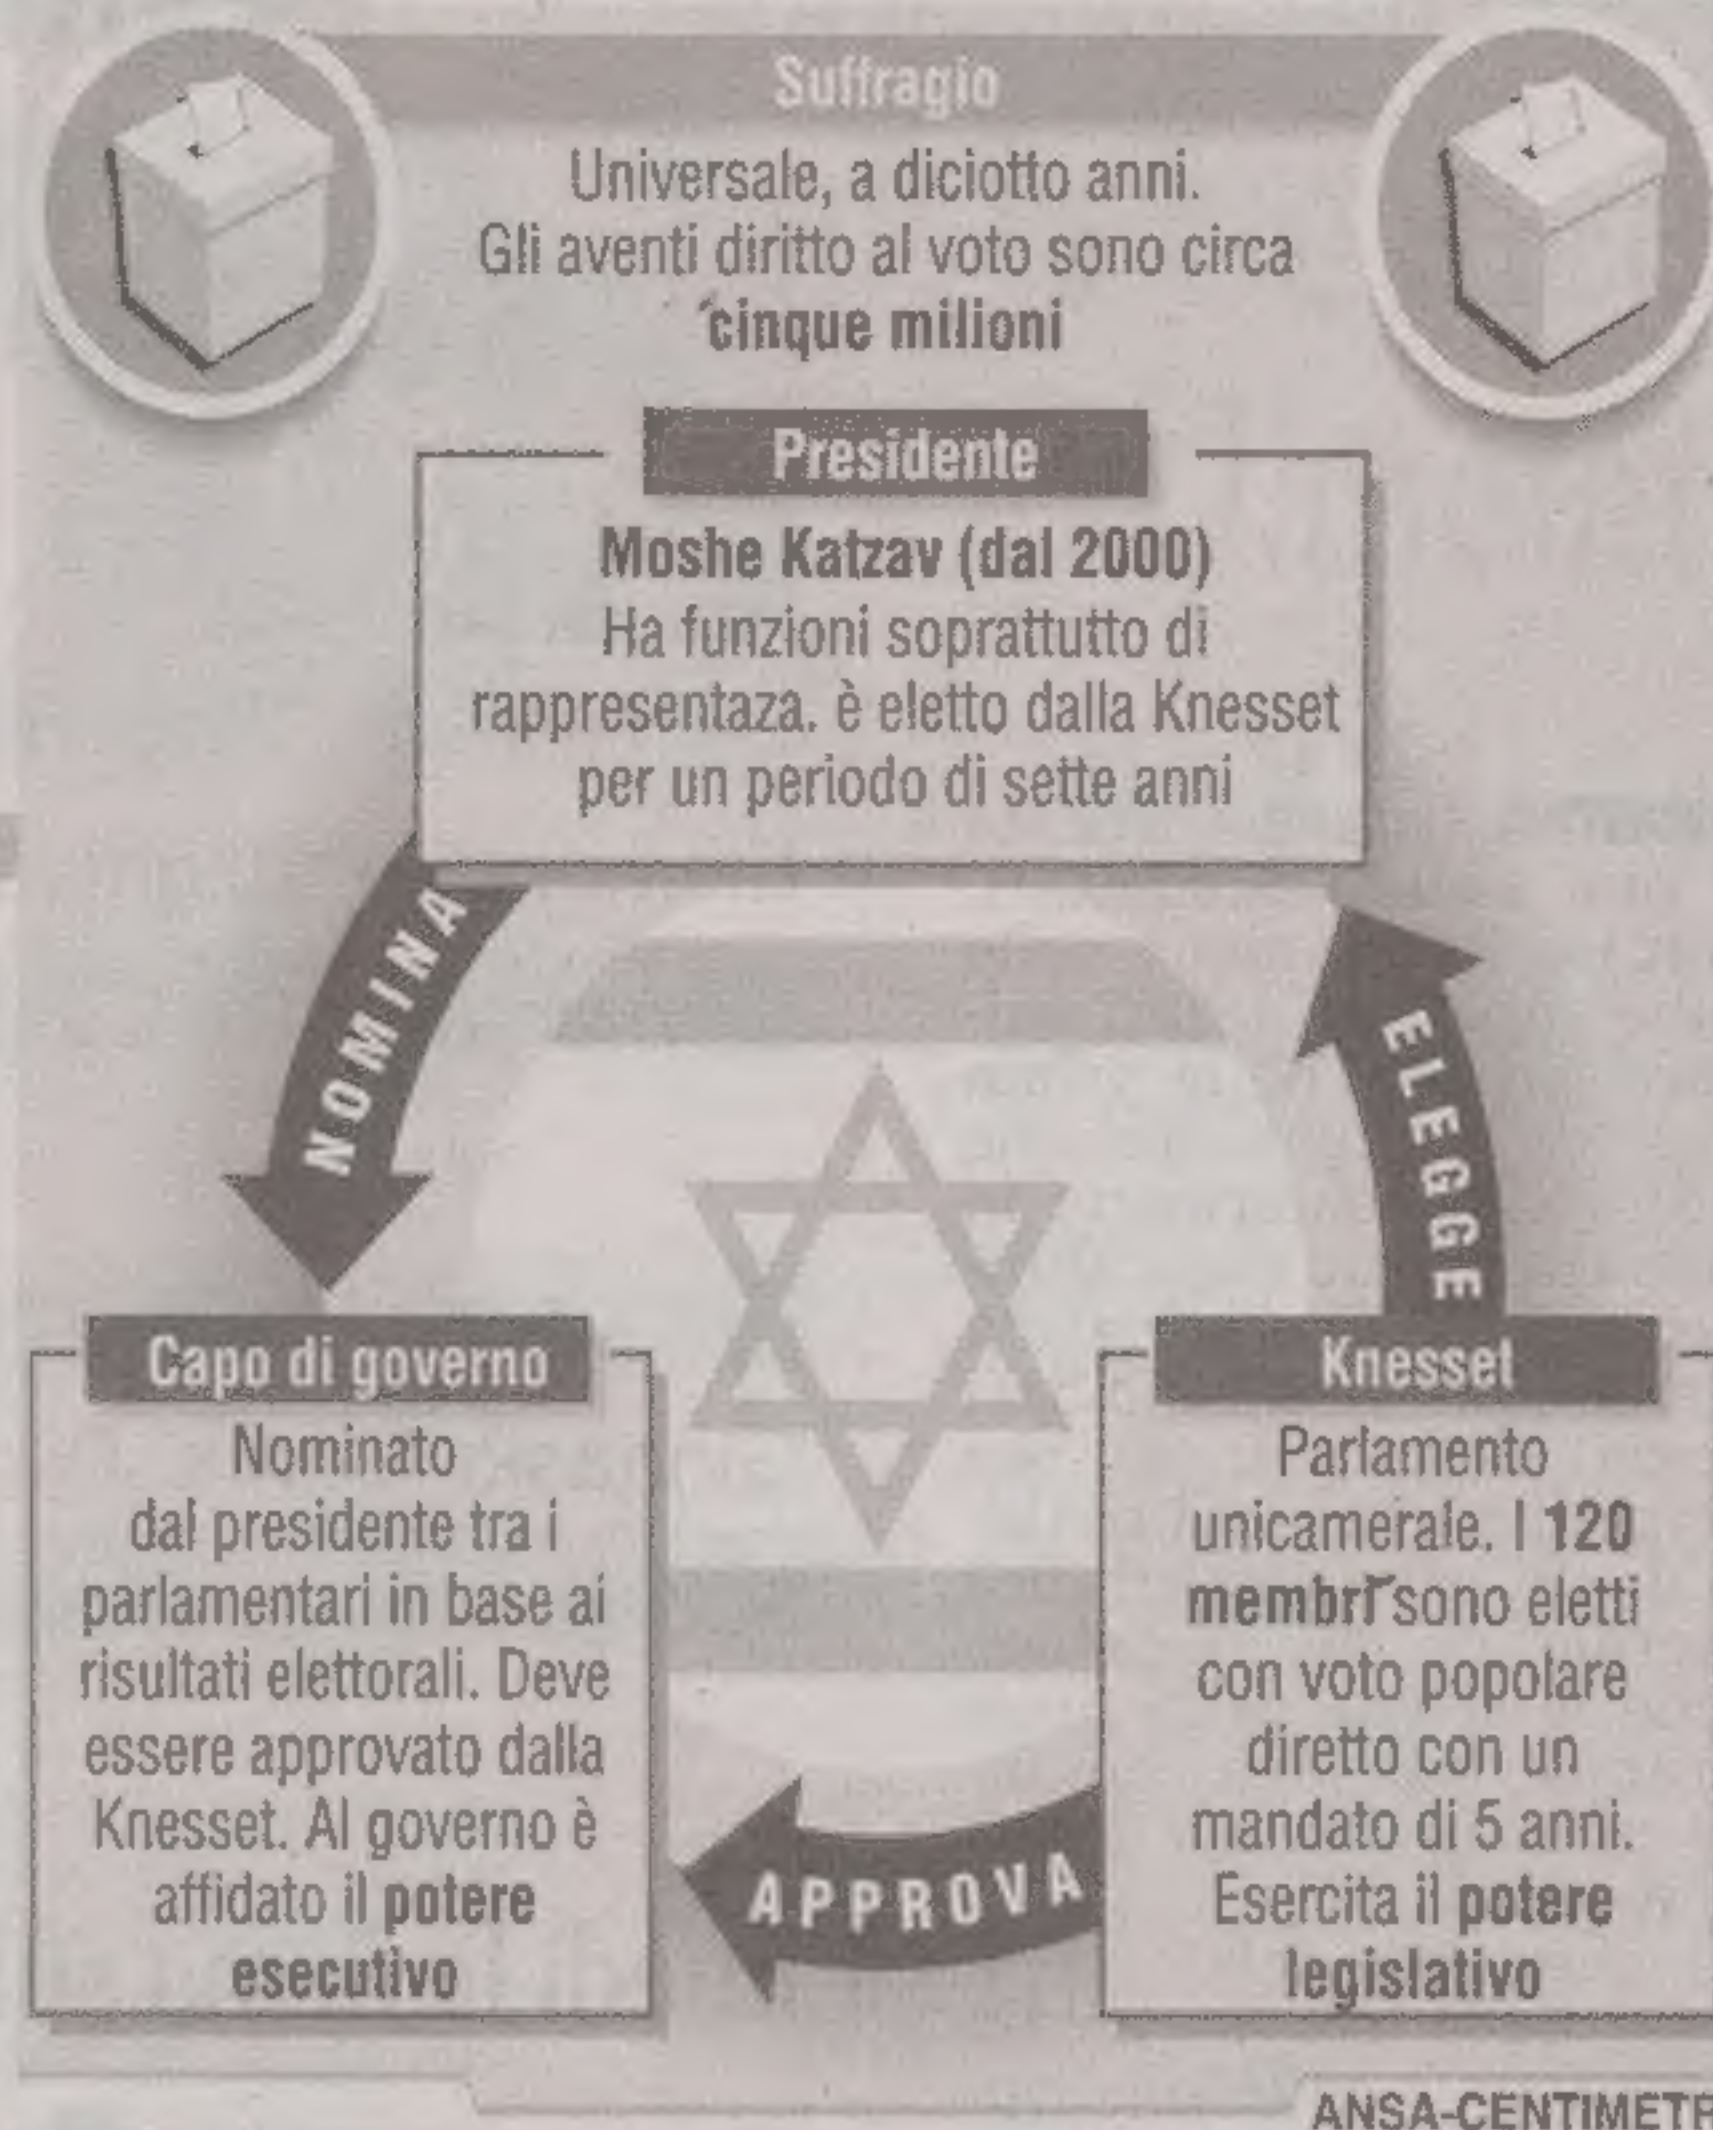 Suffragio
Universale, a diciotto anni.
Gli aventi diritto al voto sono circa
cinque milioni
Presidente
Moshe Katzav (dal 2000)
Ha funzioni soprattutto di
rappresentaza. è eletto dalla Knesset
per un periodo di sette anni
NOMINA
ELEGGE
Capo di governo
Nominato
dal presidente tra i
parlamentari in base ai
risultati elettorali. Deve
essere approvato dalla
Knesset. Al governo è
affidato il potere
esecutivo
Knesset
Parlamento
unicamerale. I 120
membri sono eletti
con voto popolare
diretto con un
mandato di 5 anni.
Esercita il potere
legislativo
APPROVA
ANSA-CENTIMETR